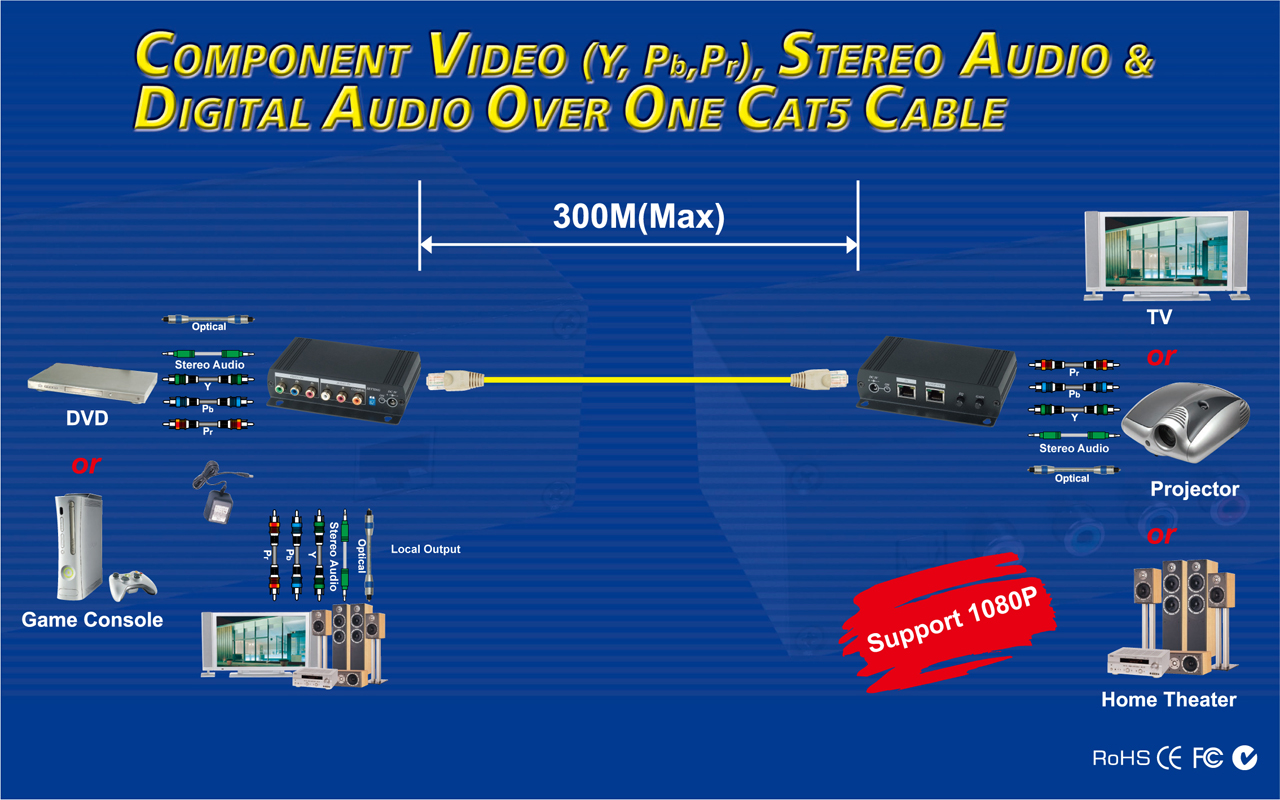 COMPONENT VIDEO (Y, Pb,Pr), STEREO AUDIO &
DIGITAL AUDIO OVER ONE CAT5 CABLE
300M(Max)
TV
or
Optical
Stereo Audio
Y
Pb
Pr
DVD
or
Game Console
Pr
Pb
Y
Stereo Audio
Optical
Local Output
Pr
Pb
Y
Stereo Audio
Optical
Projector
or
Support 1080P
Home Theater
RoHS CE FC